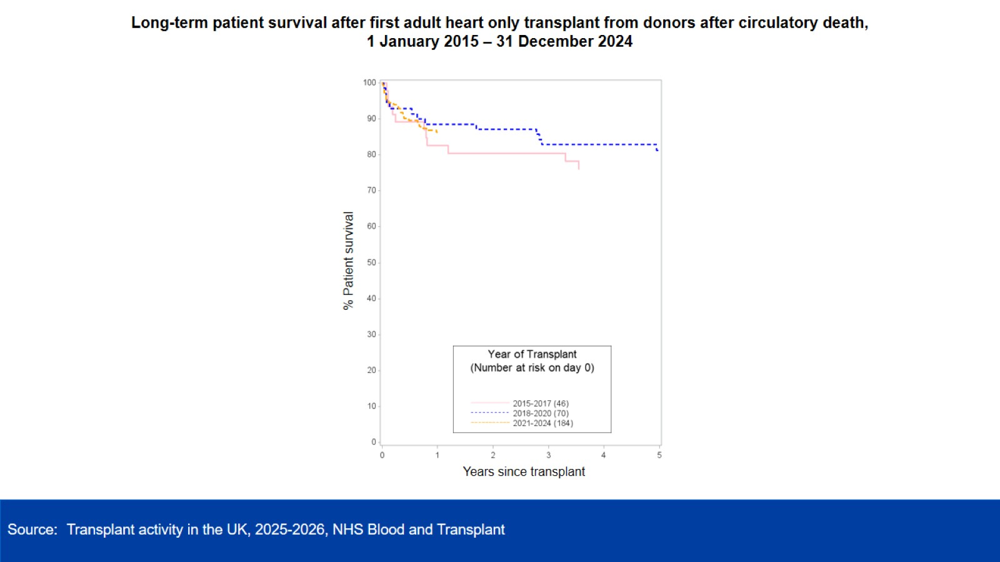 Long-term patient survival after first adult heart only transplant from donors after circulatory death,
1 January 2015 – 31 December 2024
100
90
80
70
60
50
40
30
20
10
0
% Patient survival
Year of Transplant
(Number at risk on day 0)
2015-2017 (46)
2018-2020 (70)
2021-2024 (184)
0 1 2 3 4 5
Years since transplant
Source: Transplant activity in the UK, 2025-2026, NHS Blood and Transplant